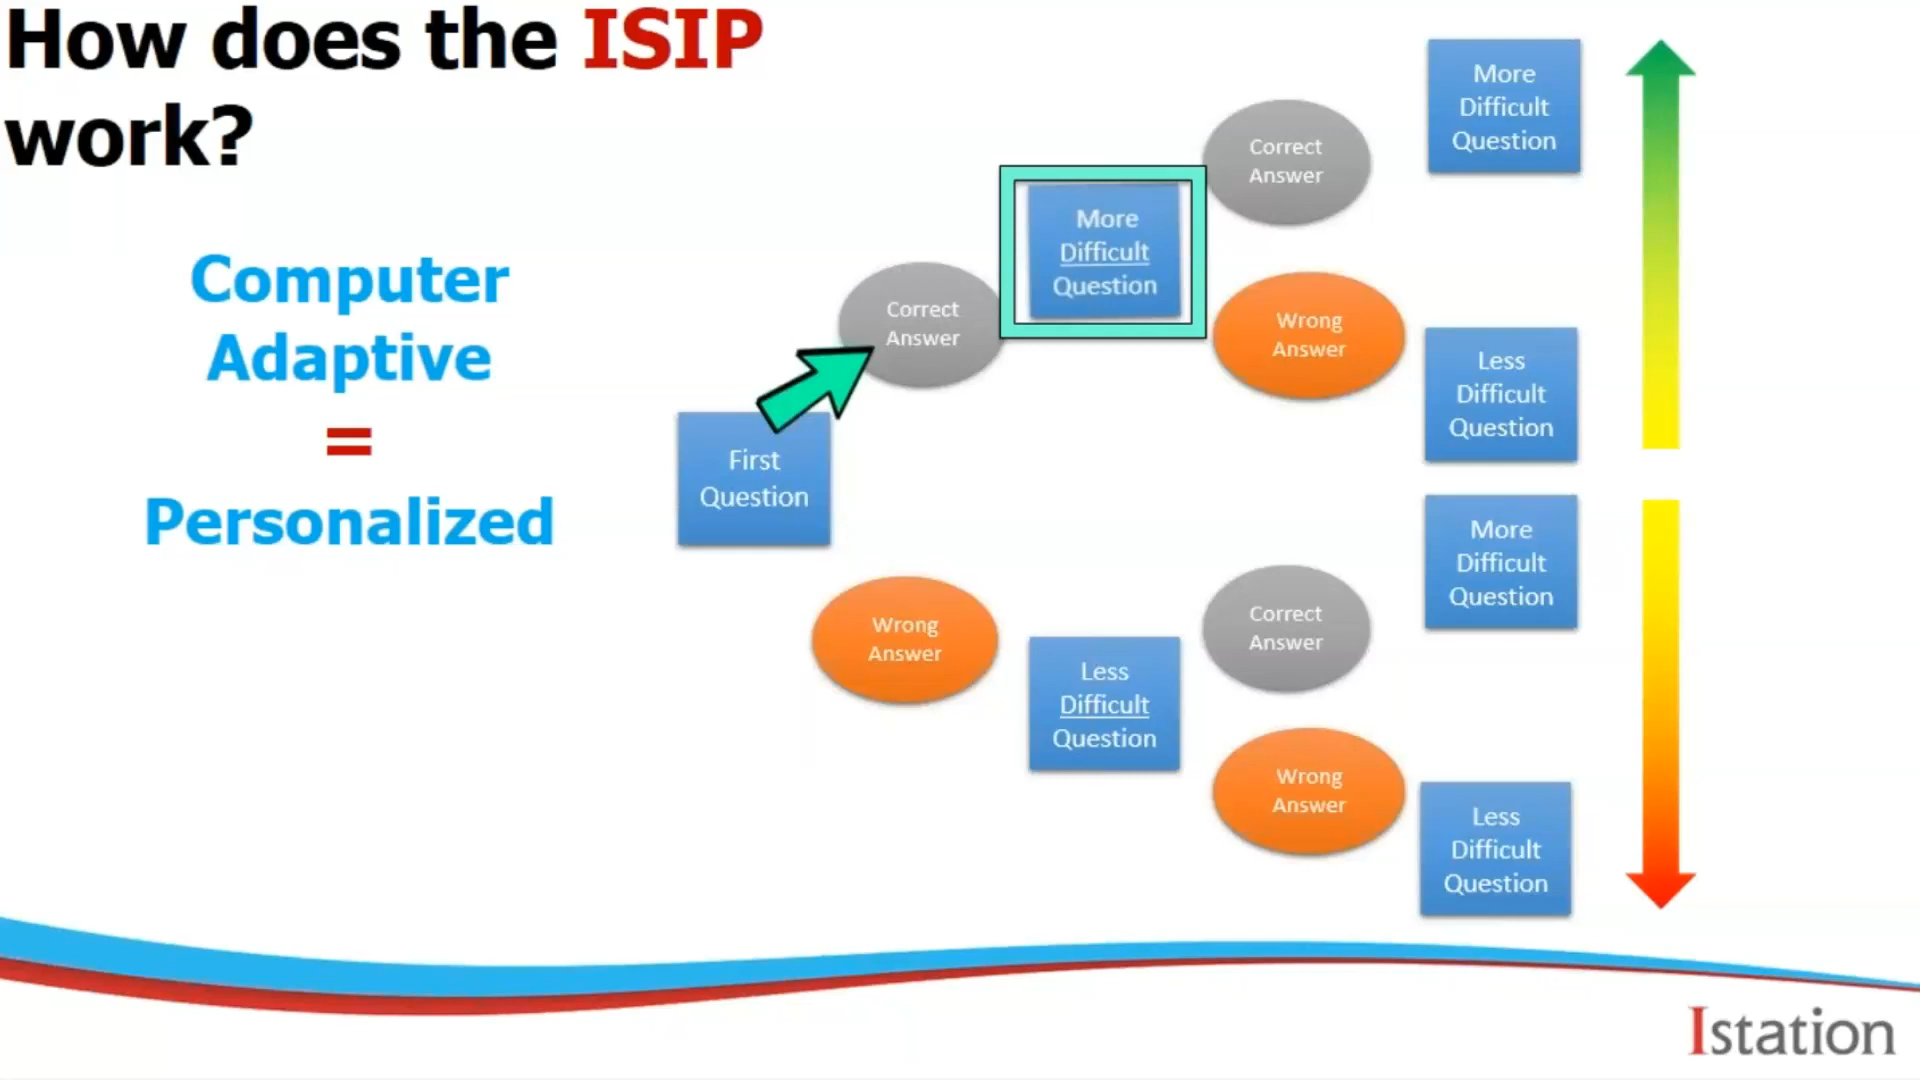 How does the ISIP
work?
Computer
Adaptive
=
Personalized
First
Question
Correct
Answer
More
Difficult
Question
Correct
Answer
More
Difficult
Question
Wrong
Answer
Less
Difficult
Question
Wrong
Answer
Less
Difficult
Question
Correct
Answer
More
Difficult
Question
Wrong
Answer
Less
Difficult
Question
Istation